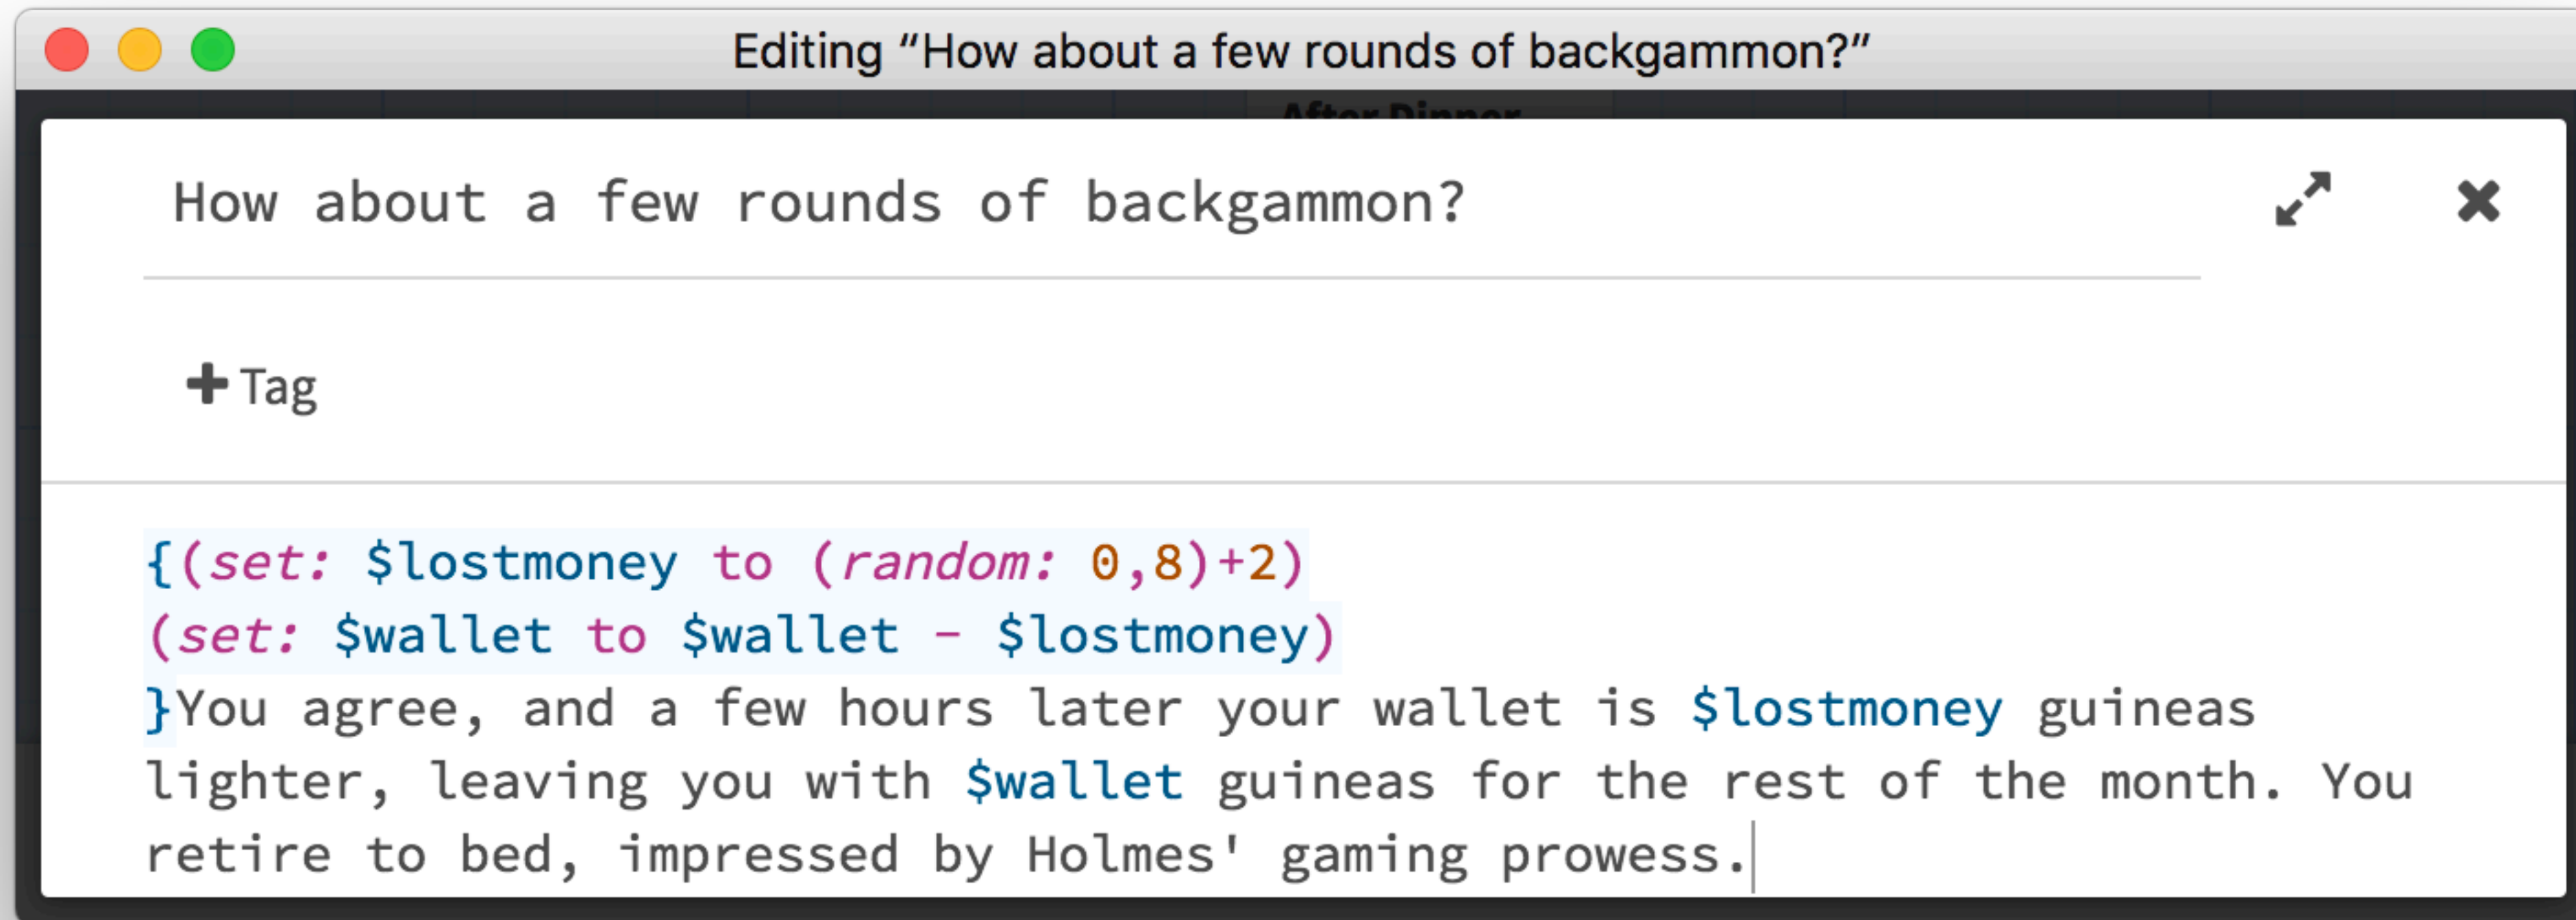 Editing “How about a few rounds of backgammon?”
After Dinner
How about a few rounds of backgammon?
Tag
{(set: $lostmoney to (random: 0,8)+2)
(set: $wallet to $wallet - $lostmoney)
}You agree, and a few hours later your wallet is $lostmoney guineas
lighter, leaving you with $wallet guineas for the rest of the month. You
retire to bed, impressed by Holmes' gaming prowess.